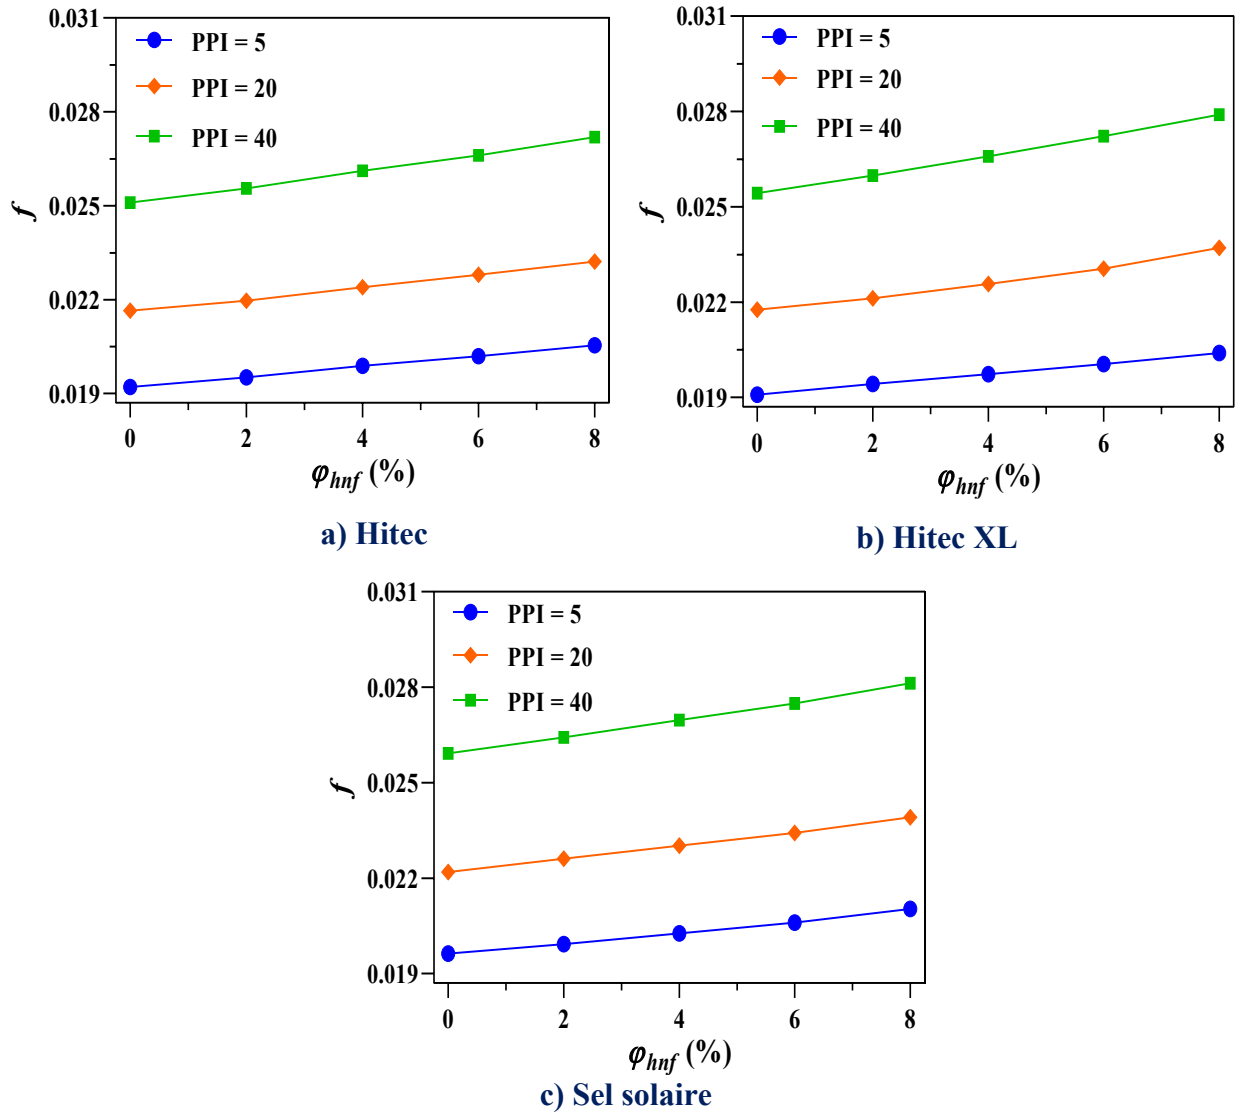 0.031
PPI = 5
PPI = 20
PPI = 40
0.028
0.025
0.022
0.019
f
0 2 4 6 8
φhnf (%)
a) Hitec
0.031
PPI = 5
PPI = 20
PPI = 40
0.028
0.025
0.022
0.019
f
0 2 4 6 8
φhnf (%)
b) Hitec XL
0.031
PPI = 5
PPI = 20
PPI = 40
0.028
0.025
0.022
0.019
f
0 2 4 6 8
φhnf (%)
c) Sel solaire